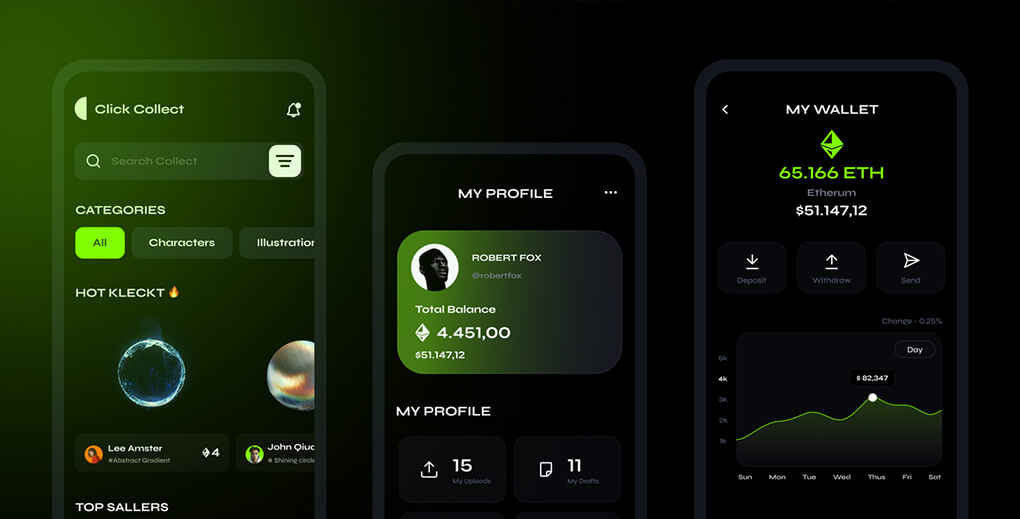 Click Collect
Search Collect
CATEGORIES
All
Characters
Illustration
HOT KLECKT 🔥
Lee Amster
#Abstract Gradient
4
John Qiuc
# Shining circle
TOP SALLERS
MY PROFILE
ROBERT FOX
@robertfox
Total Balance
4.451,00
$51.147,12
MY PROFILE
15
My Uploads
11
My Drafts
MY WALLET
65.166 ETH
Etherum
$51.147,12
Deposit
Withdraw
Send
Change - 0.25%
Day
5k
4k
3k
2k
1k
$ 82,347
Sun Mon Tue Wed Thus Fri Sat